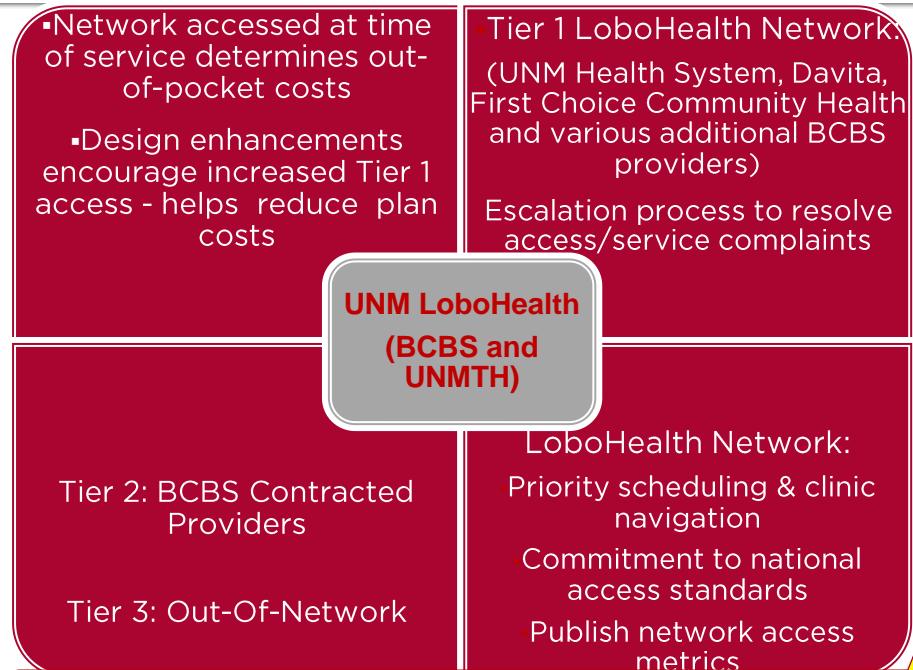 ▪Network accessed at time
of service determines out-
of-pocket costs
▪Design enhancements
encourage increased Tier 1
access - helps reduce plan
costs
▪Tier 1 LoboHealth Network:
(UNM Health System, Davita,
First Choice Community Health
and various additional BCBS
providers)
Escalation process to resolve
access/service complaints
UNM LoboHealth
(BCBS and
UNMTH)
Tier 2: BCBS Contracted
Providers
Tier 3: Out-Of-Network
LoboHealth Network:
▪Priority scheduling & clinic
navigation
▪Commitment to national
access standards
▪Publish network access
metrics